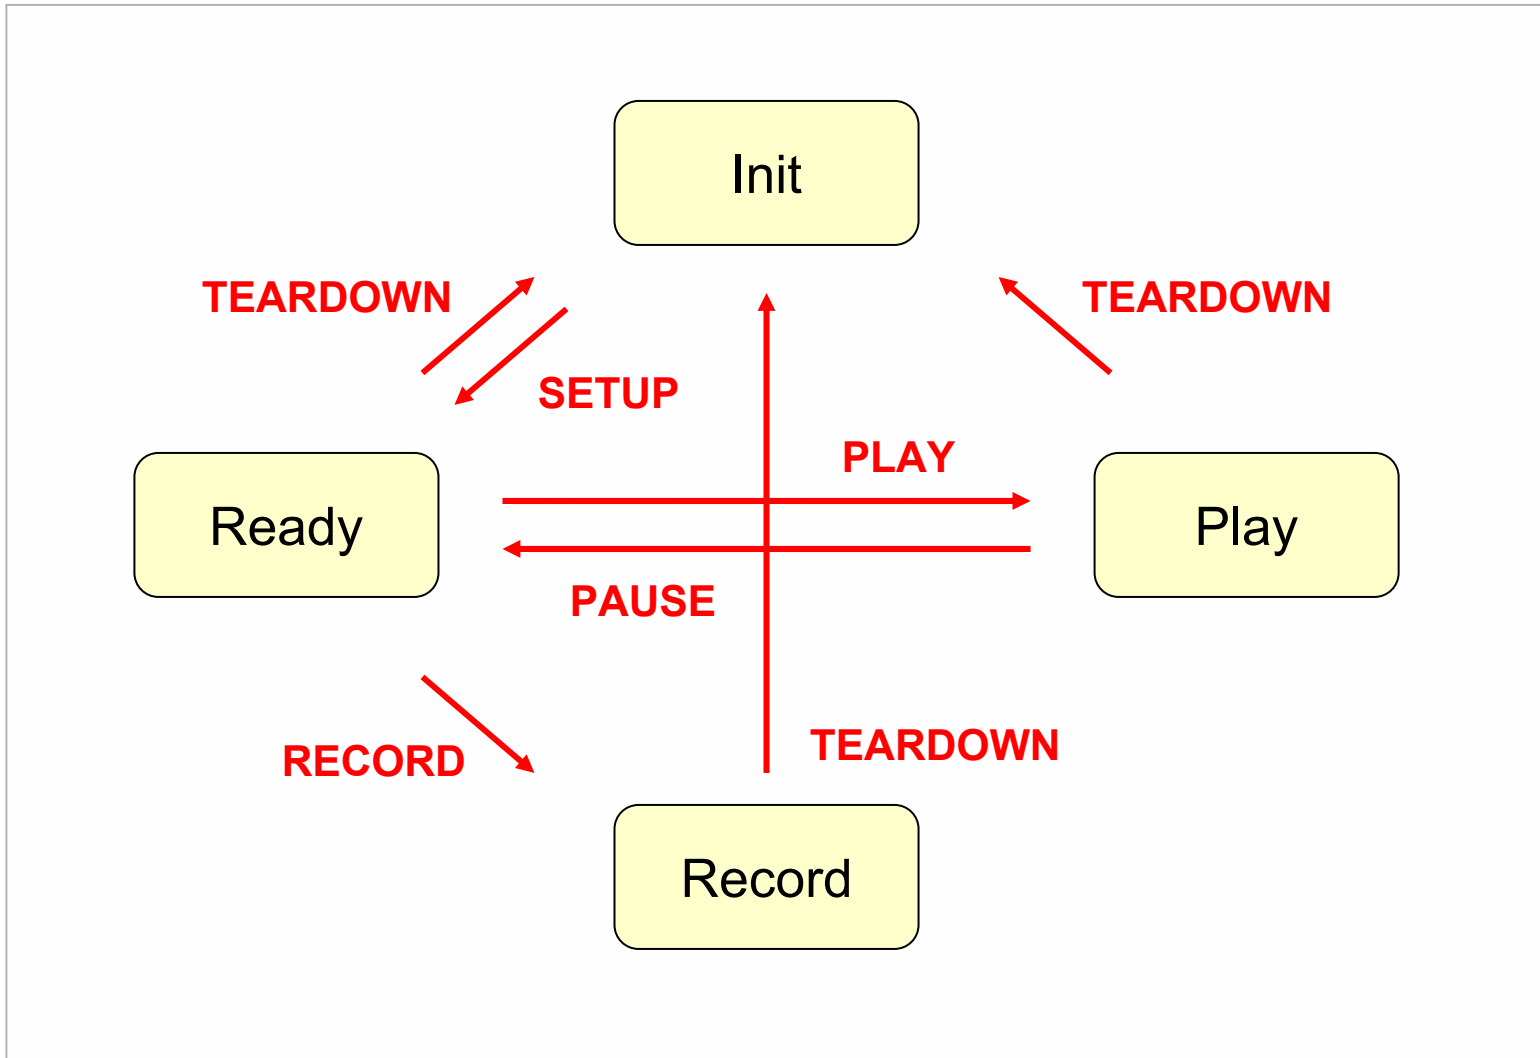 Init
TEARDOWN
TEARDOWN
SETUP
PLAY
Ready
Play
PAUSE
TEARDOWN
RECORD
Record